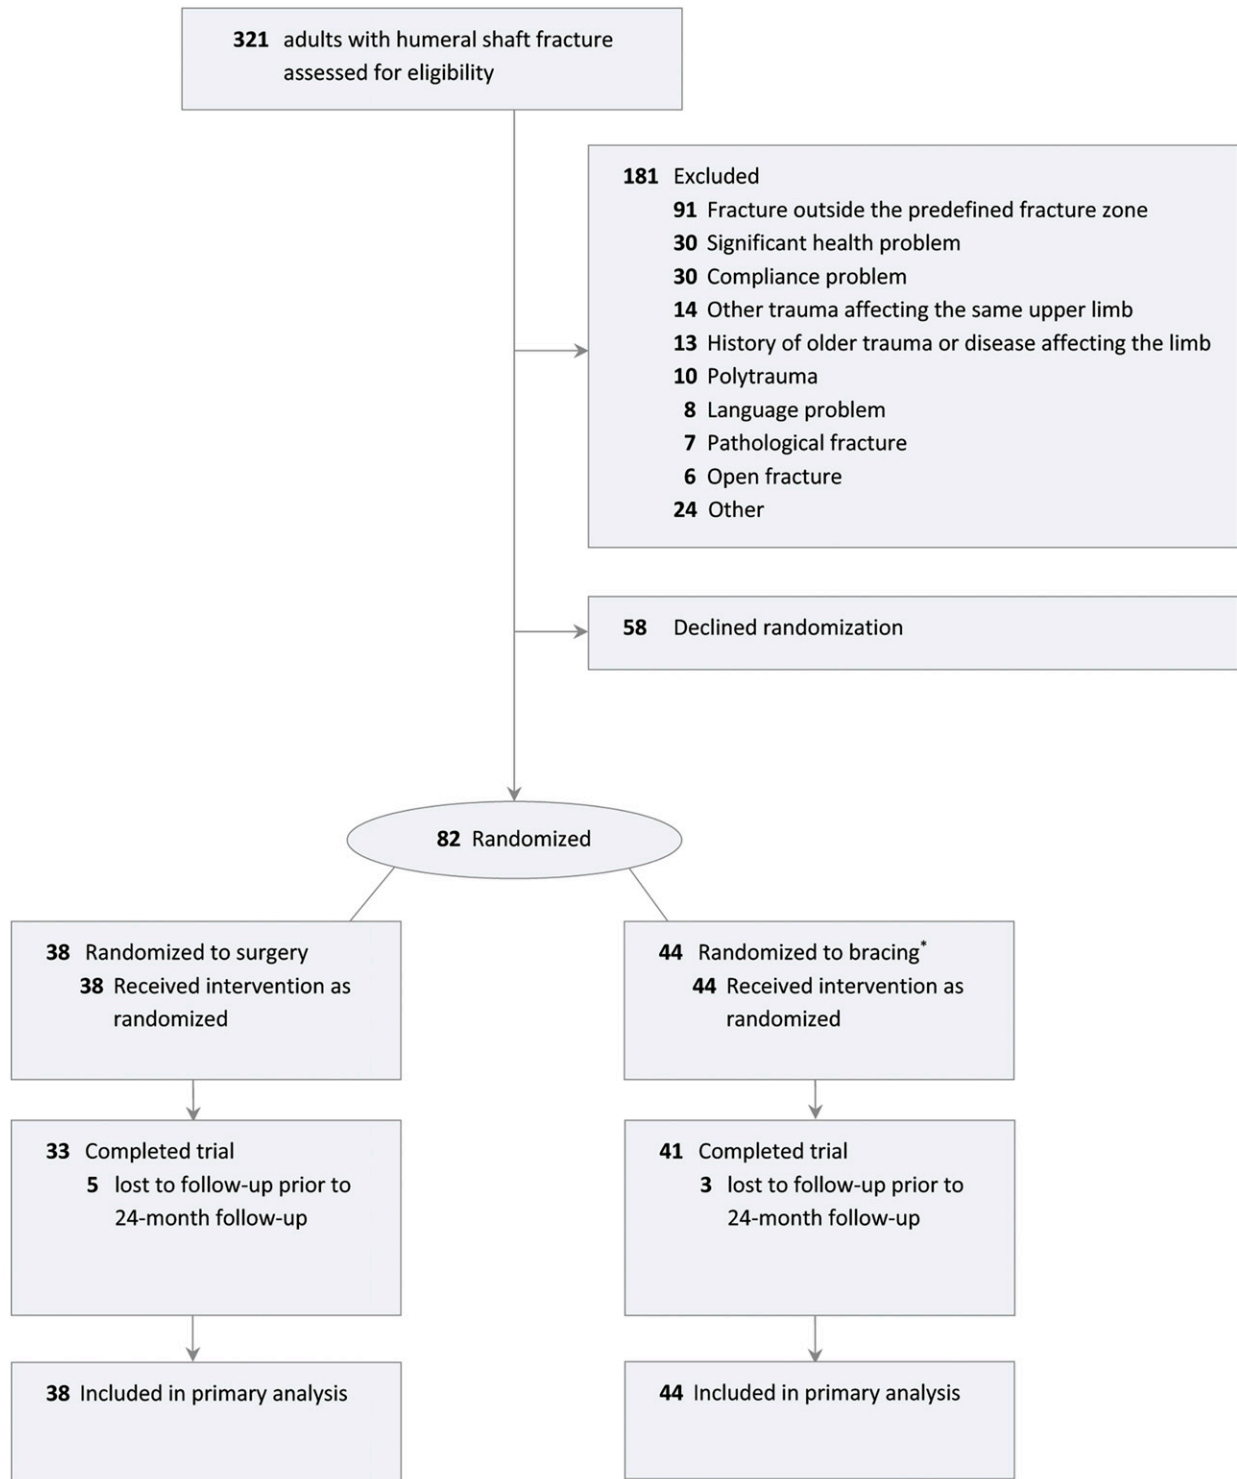 321 adults with humeral shaft fracture
assessed for eligibility
181 Excluded
91 Fracture outside the predefined fracture zone
30 Significant health problem
30 Compliance problem
14 Other trauma affecting the same upper limb
13 History of older trauma or disease affecting the limb
10 Polytrauma
8 Language problem
7 Pathological fracture
6 Open fracture
24 Other
58 Declined randomization
82 Randomized
38 Randomized to surgery
38 Received intervention as
randomized
44 Randomized to bracing*
44 Received intervention as
randomized
33 Completed trial
5 lost to follow-up prior to
24-month follow-up
41 Completed trial
3 lost to follow-up prior to
24-month follow-up
38 Included in primary analysis
44 Included in primary analysis